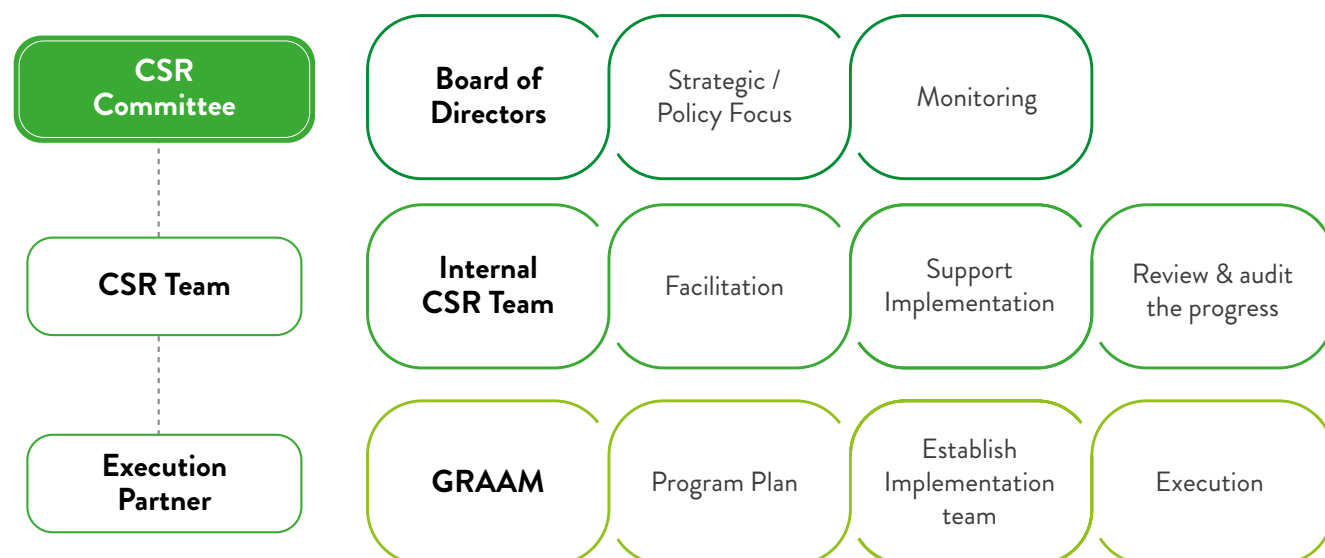 CSR
Committee
Board of
Directors
Strategic /
Policy Focus
Monitoring
CSR Team
Internal
CSR Team
Facilitation
Support
Implementation
Review & audit
the progress
Execution
Partner
GRAAM
Program Plan
Establish
Implementation
team
Execution